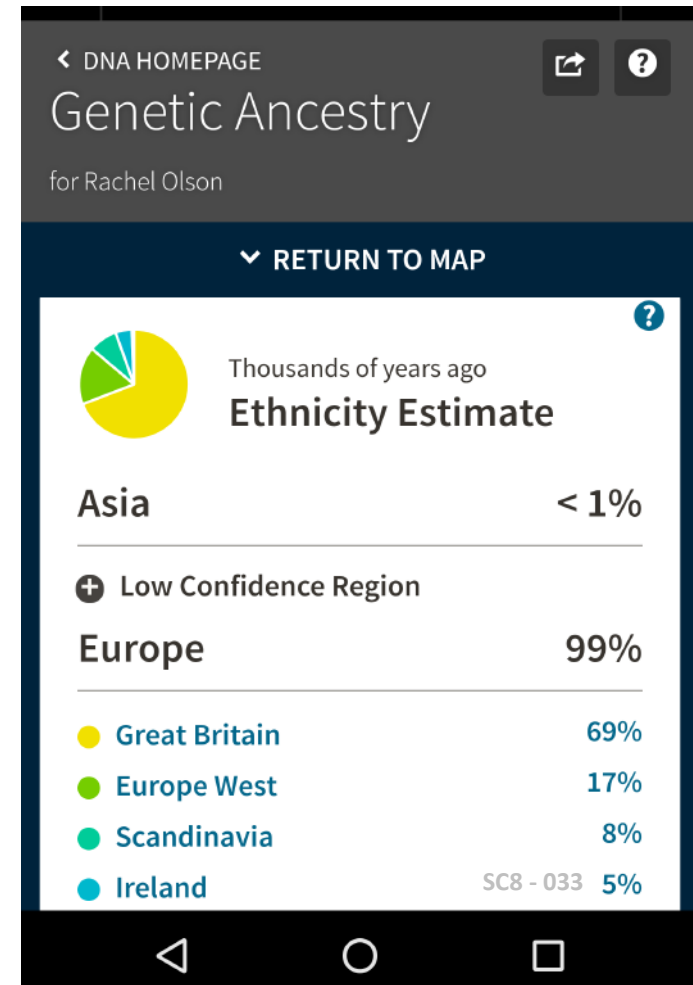 DNA HOMEPAGE
Genetic Ancestry
for Rachel Olson
RETURN TO MAP
Thousands of years ago
Ethnicity Estimate
Asia < 1%
Low Confidence Region
Europe 99%
Great Britain 69%
Europe West 17%
Scandinavia 8%
Ireland SC8 - 033 5%